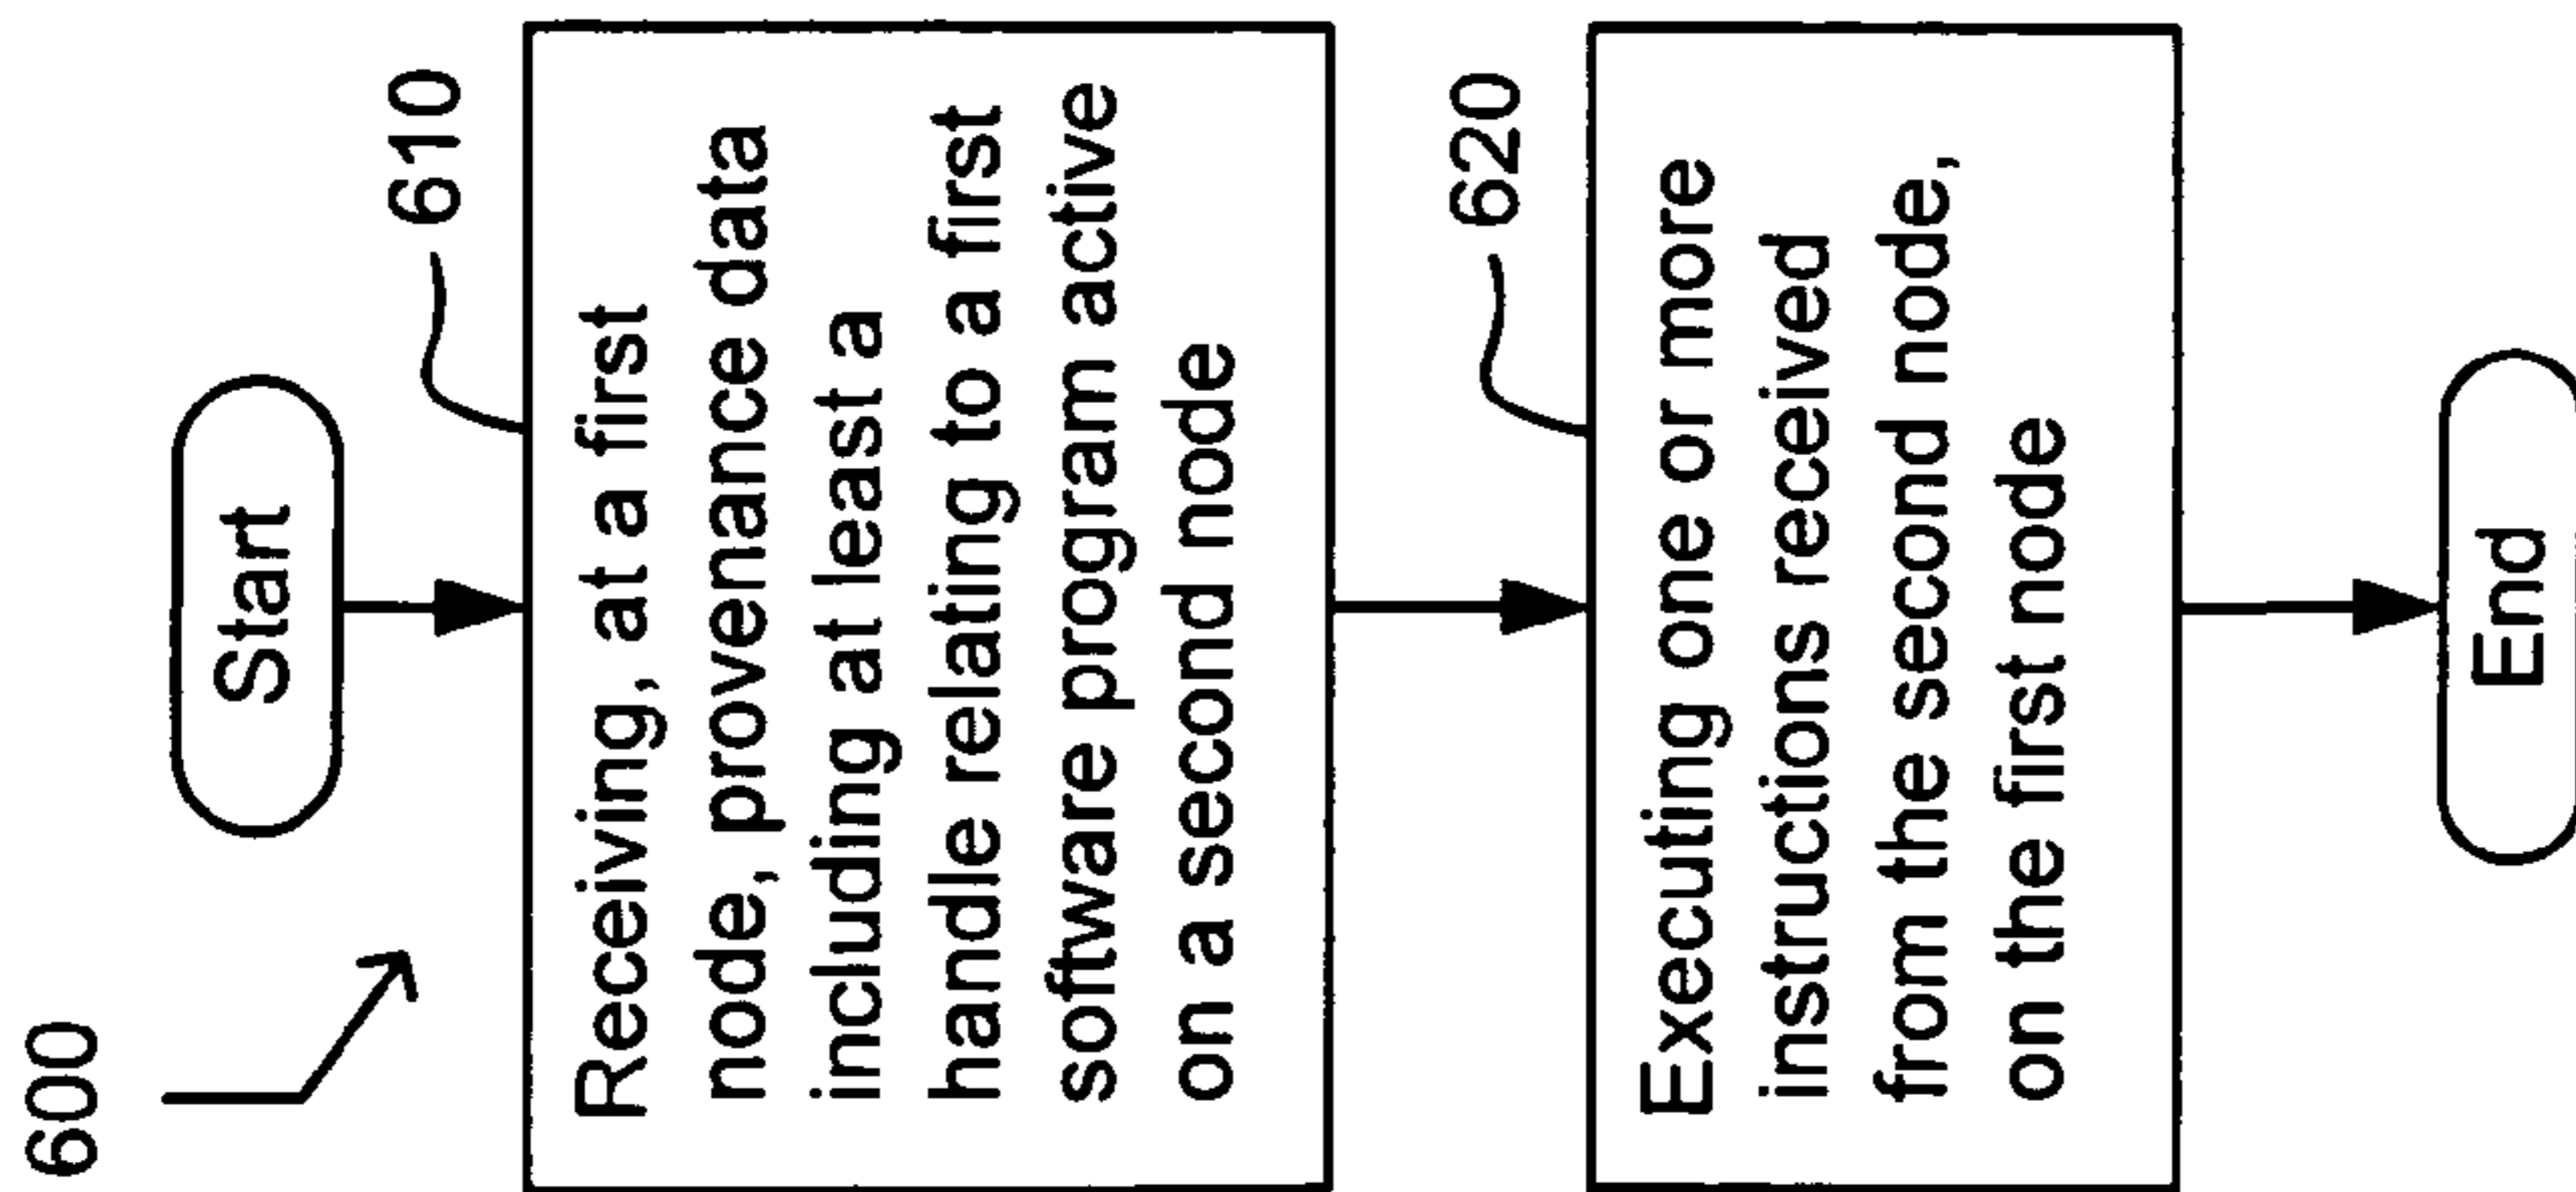 600
Start
610
Receiving, at a first
node, provenance data
including at least a
handle relating to a first
software program active
on a second node
620
Executing one or more
instructions received
from the second node,
on the first node
End